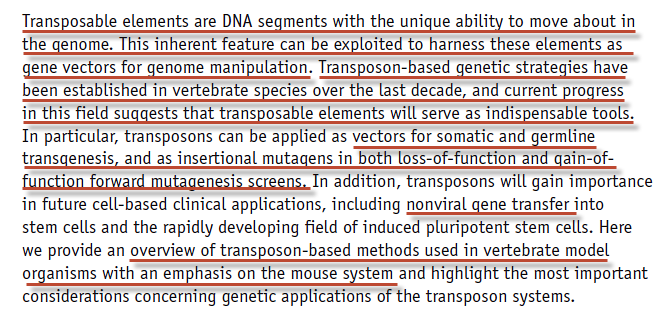 Transposable elements are DNA segments with the unique ability to move about in
the genome. This inherent feature can be exploited to harness these elements as
gene vectors for genome manipulation. Transposon-based genetic strategies have
been established in vertebrate species over the last decade, and current progress
in this field suggests that transposable elements will serve as indispensable tools.
In particular, transposons can be applied as vectors for somatic and germline
transgenesis, and as insertional mutagens in both loss-of-function and gain-of-
function forward mutagenesis screens. In addition, transposons will gain importance
in future cell-based clinical applications, including nonviral gene transfer into
stem cells and the rapidly developing field of induced pluripotent stem cells. Here
we provide an overview of transposon-based methods used in vertebrate model
organisms with an emphasis on the mouse system and highlight the most important
considerations concerning genetic applications of the transposon systems.